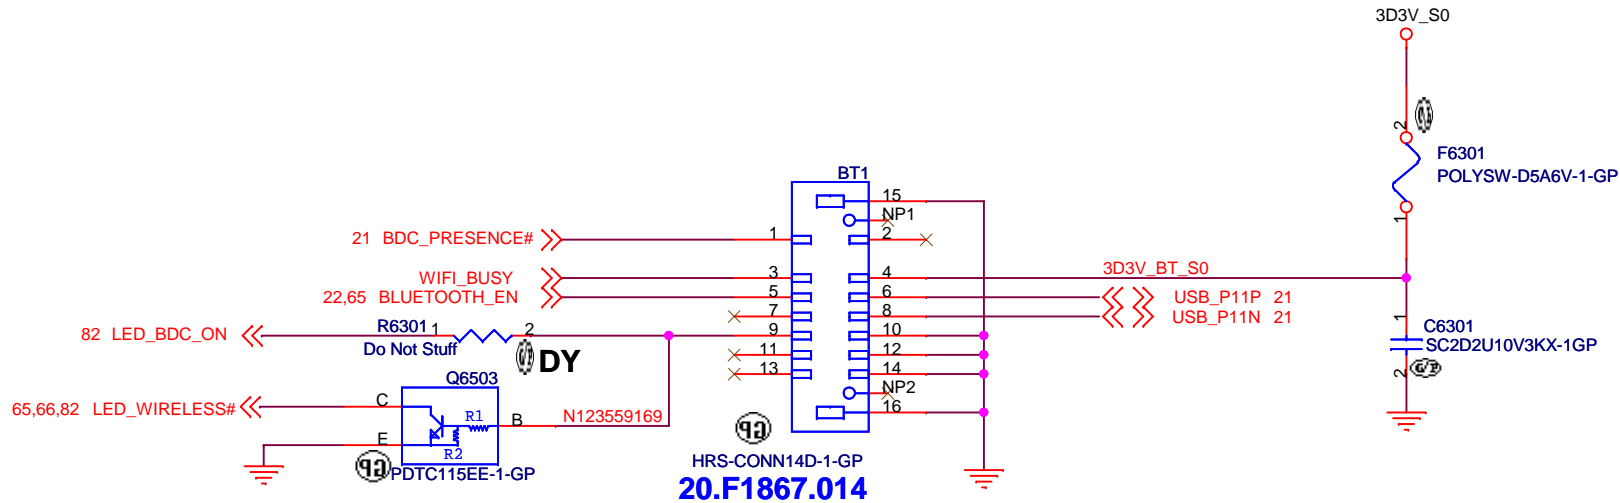 3D3V_S0
2
F6301
POLYSW-D5A6V-1-GP
1
BT1
15
NP1
21 BDC_PRESENCE#
1
2
WIFI_BUSY
3
4
3D3V_BT_S0
22,65 BLUETOOTH_EN
5
6
USB_P11P 21
7
8
USB_P11N 21
82 LED_BDC_ON
R6301
1
2
Do Not Stuff
DY
9
10
11
12
13
14
NP2
16
1
C6301
SC2D2U10V3KX-1GP
2
G/P
Q6503
65,66,82 LED_WIRELESS#
C
R1
B
N123559169
E
R2
GP
PDTC115EE-1-GP
GP
HRS-CONN14D-1-GP
20.F1867.014